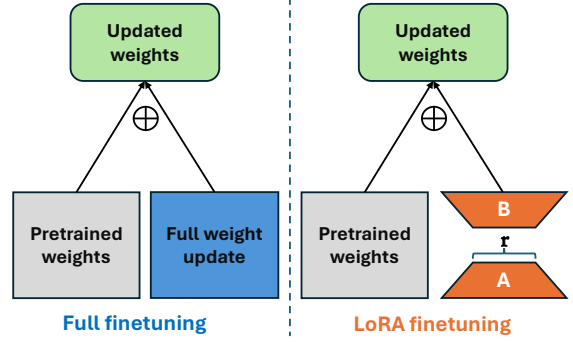 Updated
weights
Pretrained
weights
Full weight
update
Full finetuning
Updated
weights
Pretrained
weights
B
r
A
LoRA finetuning